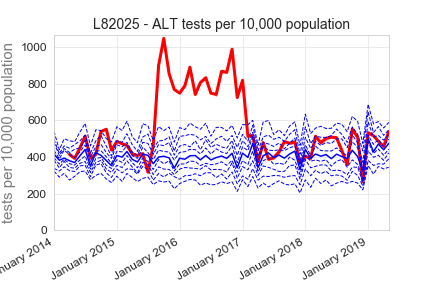 L82025 - ALT tests per 10,000 population
tests per 10,000 population
1000
800
600
400
200
0
nuary 2014
January 2015
January 2016
January 2017
January 2018
January 2019